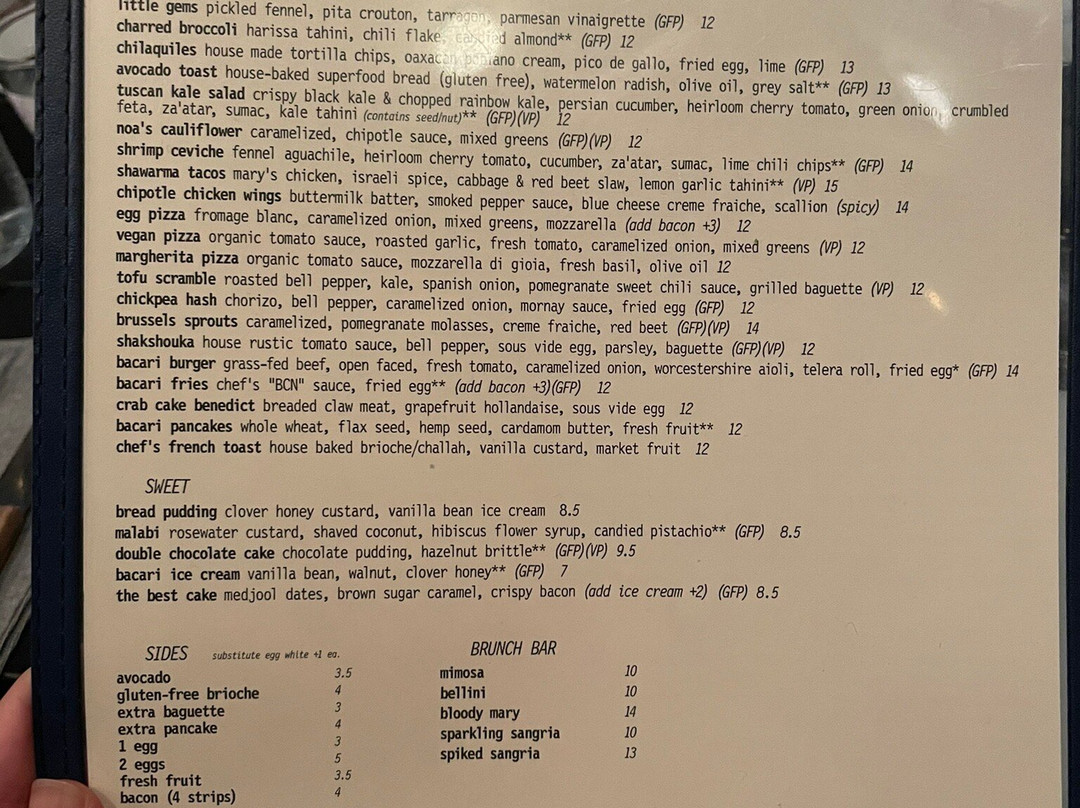 little gems pickled fennel, pita crouton, tarragon, parmesan vinaigrette (GFP) 12
charred broccoli harissa tahini, chili flake, candied almond** (GFP) 12
chilaquiles house made tortilla chips, oaxacan poblano cream, pico de gallo, fried egg, lime (GFP) 13
avocado toast house-baked superfood bread (gluten free), watermelon radish, olive oil, grey salt** (GFP) 13
tuscan kale salad crispy black kale & chopped rainbow kale, persian cucumber, heirloom cherry tomato, green onion, crumbled
feta, za'atar, sumac, kale tahini (contains seed/nut)** (GFP)(VP) 12
noa's cauliflower caramelized, chipotle sauce, mixed greens (GFP)(VP) 12
shrimp ceviche fennel aguachile, heirloom cherry tomato, cucumber, za'atar, sumac, lime chili chips** (GFP) 14
shawarma tacos mary's chicken, israeli spice, cabbage & red beet slaw, lemon garlic tahini** (VP) 15
chipotle chicken wings buttermilk batter, smoked pepper sauce, blue cheese creme fraiche, scallion (spicy) 14
egg pizza fromage blanc, caramelized onion, mixed greens, mozzarella (add bacon +3) 12
vegan pizza organic tomato sauce, roasted garlic, fresh tomato, caramelized onion, mixed greens (VP) 12
margherita pizza organic tomato sauce, mozzarella di gioia, fresh basil, olive oil 12
tofu scramble roasted bell pepper, kale, spanish onion, pomegranate sweet chili sauce, grilled baguette (VP) 12
chickpea hash chorizo, bell pepper, caramelized onion, mornay sauce, fried egg (GFP) 12
brussels sprouts caramelized, pomegranate molasses, creme fraiche, red beet (GFP)(VP) 14
shakshouka house rustic tomato sauce, bell pepper, sous vide egg, parsley, baguette (GFP)(VP) 12
bacari burger grass-fed beef, open faced, fresh tomato, caramelized onion, worcestershire aioli, telera roll, fried egg* (GFP) 14
bacari fries chef's "BCN" sauce, fried egg** (add bacon +3)(GFP) 12
crab cake benedict breaded claw meat, grapefruit hollandaise, sous vide egg 12
bacari pancakes whole wheat, flax seed, hemp seed, cardamom butter, fresh fruit** 12
chef's french toast house baked brioche/challah, vanilla custard, market fruit 12
SWEET
bread pudding clover honey custard, vanilla bean ice cream 8.5
malabi rosewater custard, shaved coconut, hibiscus flower syrup, candied pistachio** (GFP) 8.5
double chocolate cake chocolate pudding, hazelnut brittle** (GFP)(VP) 9.5
bacari ice cream vanilla bean, walnut, clover honey** (GFP) 7
the best cake medjool dates, brown sugar caramel, crispy bacon (add ice cream +2) (GFP) 8.5
SIDES substitute egg white +1 ea.
avocado 3.5
gluten-free brioche 4
extra baguette 3
extra pancake 4
1 egg 3
2 eggs 5
fresh fruit 3.5
bacon (4 strips) 4
BRUNCH BAR
mimosa 10
bellini 10
bloody mary 14
sparkling sangria 10
spiked sangria 13